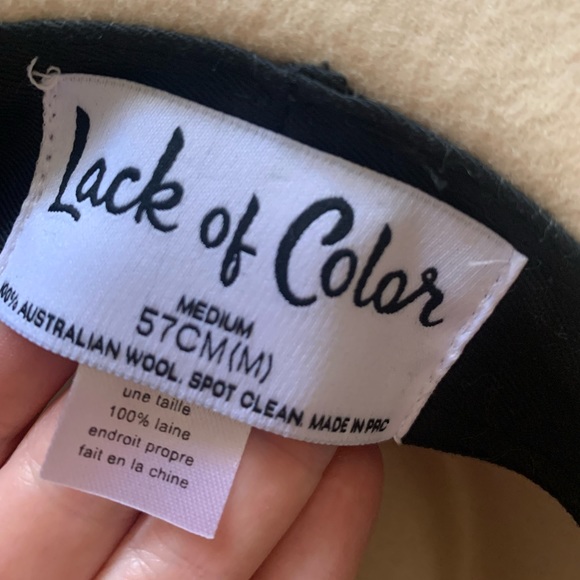 Lack of Color
MEDIUM
57CM(M)
100% AUSTRALIAN WOOL. SPOT CLEAN. MADE IN PRC
une taille
100% laine
endroit propre
fait en la chine